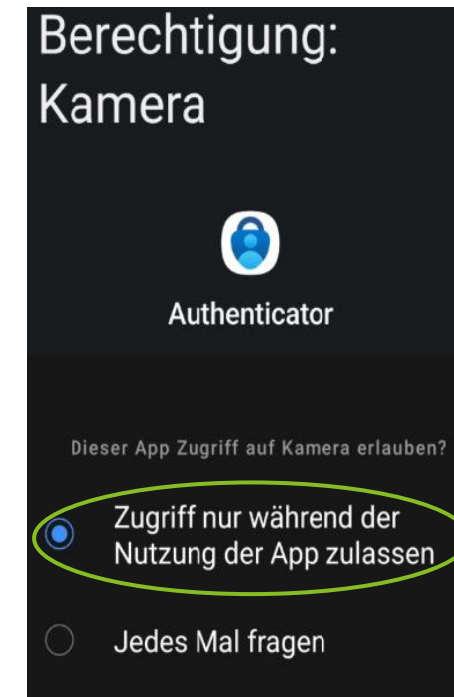 Berechtigung:
Kamera
Authenticator
Dieser App Zugriff auf Kamera erlauben?
Zugriff nur während der
Nutzung der App zulassen
Jedes Mal fragen